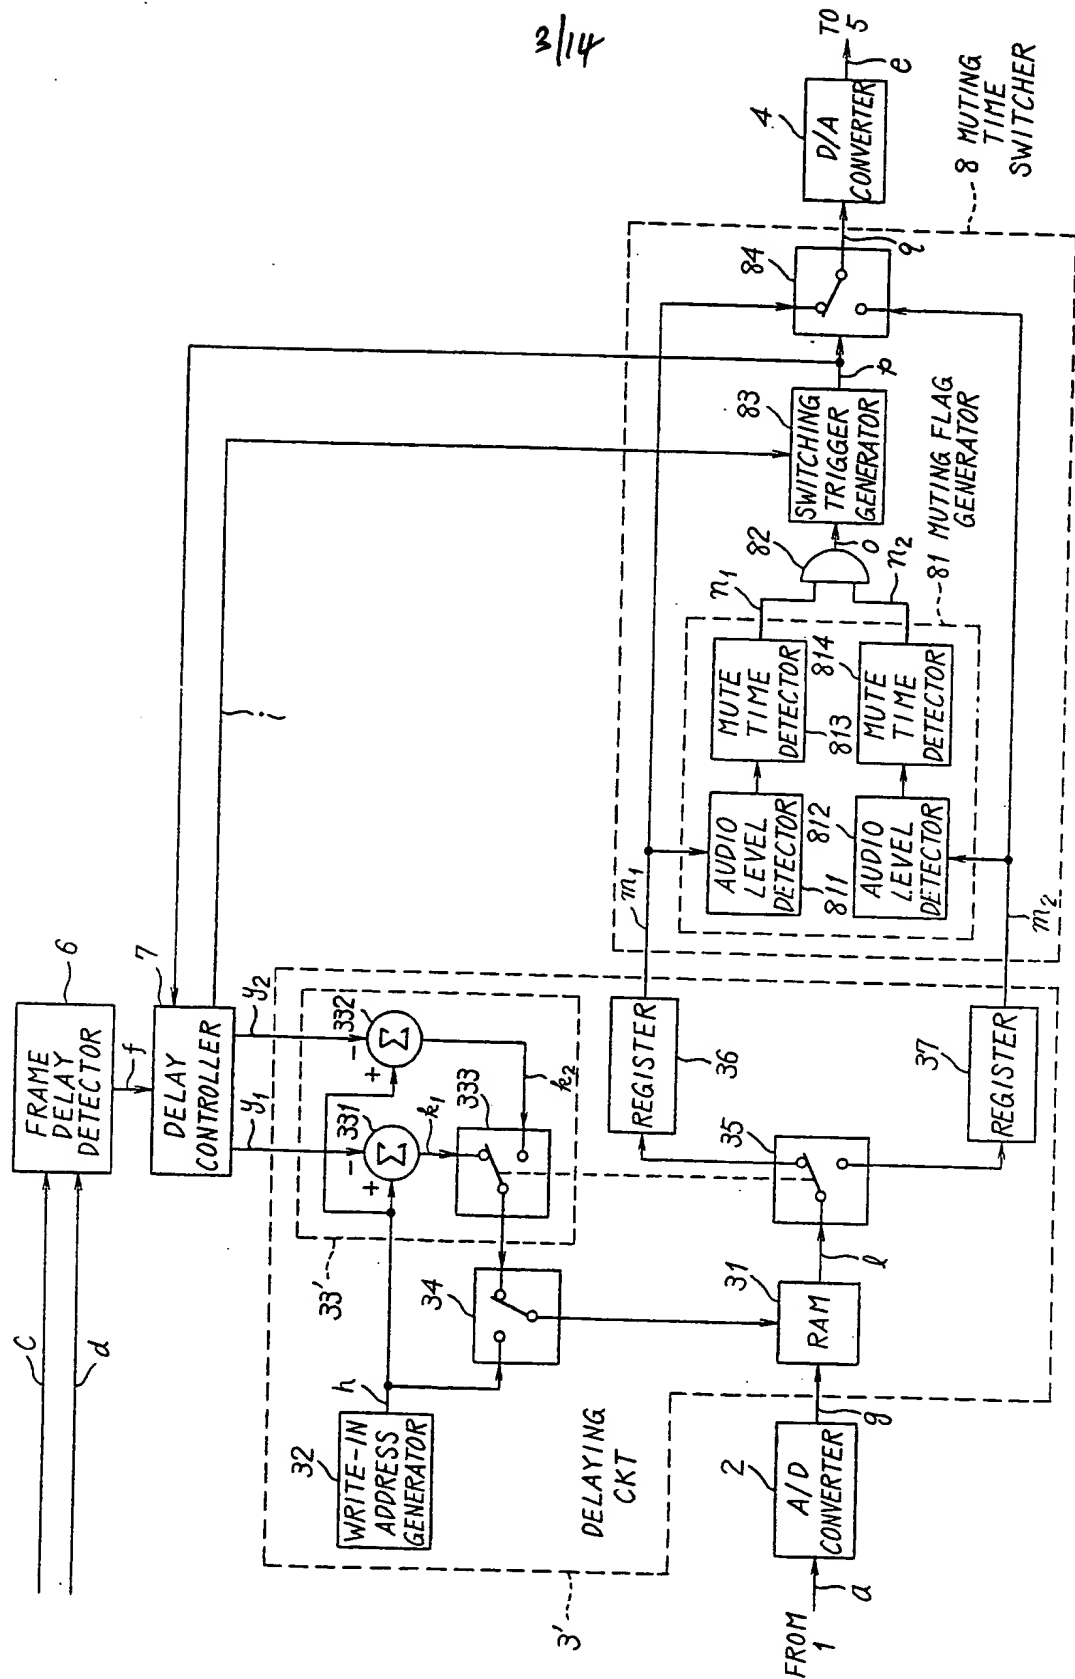 3/14
C
d
6
FRAME
DELAY
DETECTOR
f
7
DELAY
CONTROLLER
y1
y2
i
331
332
+
-
Σ
+
-
Σ
k1
k2
333
33'
32
WRITE-IN
ADDRESS
GENERATOR
h
34
DELAYING
CKT
3'
FROM
1
a
2
A/D
CONVERTER
g
31
RAM
l
35
REGISTER
36
REGISTER
37
m1
m2
AUDIO
LEVEL
DETECTOR
811
AUDIO
LEVEL
DETECTOR
812
MUTE
TIME
DETECTOR
813
MUTE
TIME
DETECTOR
814
n1
n2
82
o
81 MUTING FLAG
GENERATOR
83
SWITCHING
TRIGGER
GENERATOR
p
84
q
8 MUTING
TIME
SWITCHER
4
D/A
CONVERTER
e
TO
5